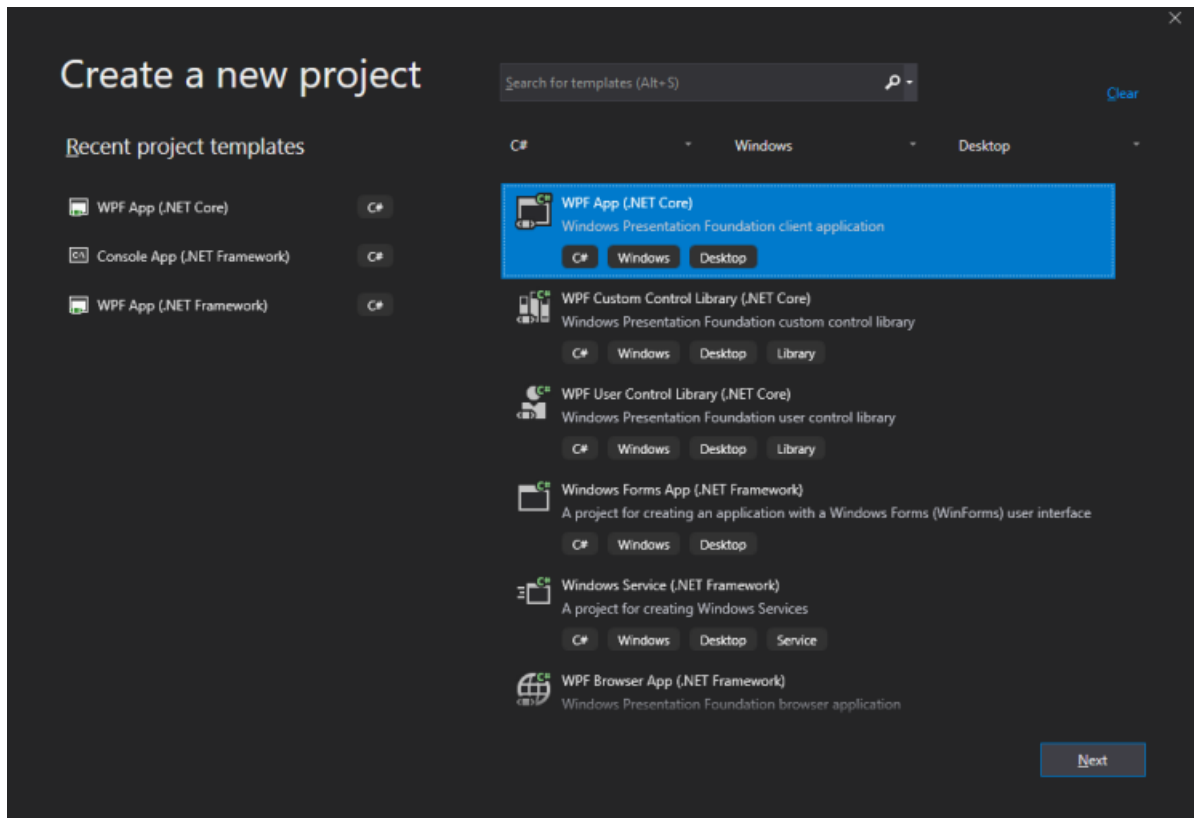 Create a new project
Search for templates (Alt+S)
Clear
Recent project templates
WPF App (.NET Core) C#
Console App (.NET Framework) C#
WPF App (.NET Framework) C#
C# Windows Desktop
WPF App (.NET Core)
Windows Presentation Foundation client application
C# Windows Desktop
WPF Custom Control Library (.NET Core)
Windows Presentation Foundation custom control library
C# Windows Desktop Library
WPF User Control Library (.NET Core)
Windows Presentation Foundation user control library
C# Windows Desktop Library
Windows Forms App (.NET Framework)
A project for creating an application with a Windows Forms (WinForms) user interface
C# Windows Desktop
Windows Service (.NET Framework)
A project for creating Windows Services
C# Windows Desktop Service
WPF Browser App (.NET Framework)
Windows Presentation Foundation browser application
Next